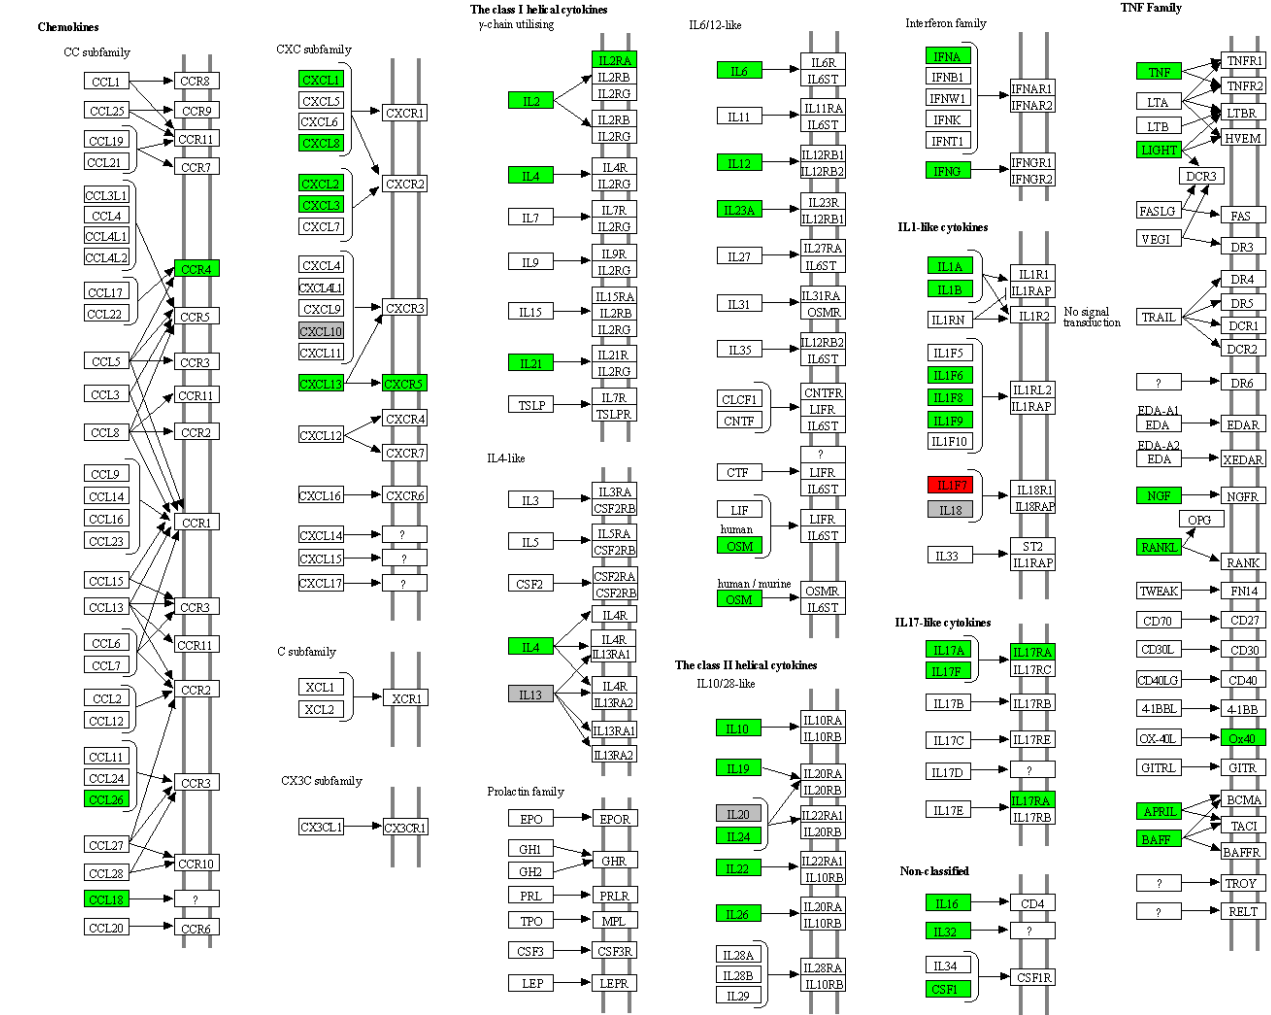 Chemokines
CC subfamily
CCL1
CCR8
CCL25
CCR9
CCL19
CCR11
CCL21
CCR7
CCL3L1
CCL4
CCL4L1
CCL4L2
CCR4
CCL17
CCL22
CCR5
CCL5
CCR3
CCL3
CCR11
CCL8
CCR2
CCL9
CCL14
CCL16
CCL23
CCR1
CCL15
CCL13
CCR3
CCL6
CCL7
CCR11
CCR2
CCL2
CCL12
CCL11
CCL24
CCL26
CCR3
CCL27
CCL28
CCR10
CCL18
?
CCL20
CCR6
CXC subfamily
CXCL1
CXCL5
CXCL6
CXCL8
CXCR1
CXCL2
CXCL3
CXCL7
CXCR2
CXCL4
CXCL4L1
CXCL9
CXCL10
CXCL11
CXCR3
CXCL13
CXCR5
CXCL12
CXCR4
CXCR7
CXCL16
CXCR6
CXCL14
?
CXCL15
?
CXCL17
?
C subfamily
XCL1
XCL2
XCR1
CX3C subfamily
CX3CL1
CX3CR1
The class I helical cytokines
γ-chain utilising
IL2
IL2RA
IL2RB
IL2RG
IL2RB
IL2RG
IL4
IL4R
IL2RG
IL7
IL7R
IL2RG
IL9
IL9R
IL2RG
IL15
IL15RA
IL2RB
IL2RG
IL21
IL21R
IL2RG
TSLP
IL7R
TSLPR
IL4-like
IL3
IL3RA
CSF2RB
IL5
IL5RA
CSF2RB
CSF2
CSF2RA
CSF2RB
IL4
IL4R
IL4R
IL13RA1
IL13
IL4R
IL13RA2
IL13RA1
IL13RA2
Prolactin family
EPO
EPOR
GH1
GH2
GHR
PRL
PRLR
TPO
MPL
CSF3
CSF3R
LEP
LEPR
IL6/12-like
IL6
IL6R
IL6ST
IL11
IL11RA
IL6ST
IL12
IL12RB1
IL12RB2
IL23A
IL23R
IL12RB1
IL27
IL27RA
IL6ST
IL31
IL31RA
OSMR
IL35
IL12RB2
IL6ST
CLCF1
CNTF
CNTFR
LIFR
IL6ST
CTF
?
LIFR
IL6ST
LIF
human
OSM
LIFR
IL6ST
human / murine
OSM
OSMR
IL6ST
The class II helical cytokines
IL10/28-like
IL10
IL10RA
IL10RB
IL19
IL20RA
IL20RB
IL20
IL24
IL22RA1
IL20RB
IL22
IL22RA1
IL10RB
IL26
IL20RA
IL10RB
IL28A
IL28B
IL29
IL28RA
IL10RB
Interferon family
IFNA
IFNB1
IFNW1
IFNK
IFNT1
IFNAR1
IFNAR2
IFNG
IFNGR1
IFNGR2
IL1-like cytokines
IL1A
IL1B
IL1RN
IL1R1
IL1RAP
IL1R2
No signal
transduction
IL1F5
IL1F6
IL1F8
IL1F9
IL1F10
IL1RL2
IL1RAP
IL1F7
IL18
IL18R1
IL18RAP
IL33
ST2
IL1RAP
IL17-like cytokines
IL17A
IL17F
IL17RA
IL17RC
IL17B
IL17RB
IL17C
IL17RE
IL17D
?
IL17E
IL17RA
IL17RB
Non-classified
IL16
CD4
IL32
?
IL34
CSF1
CSF1R
TNF Family
TNF
TNFR1
TNFR2
LTA
LTB
LTBR
LIGHT
HVEM
DCR3
FASLG
FAS
VEGI
DR3
TRAIL
DR4
DR5
DCR1
DCR2
?
DR6
EDA-A1
EDA
EDAR
EDA-A2
EDA
XEDAR
NGF
NGFR
OPG
RANKL
RANK
TWEAK
FN14
CD70
CD27
CD30L
CD30
CD40LG
CD40
4-1BBL
4-1BB
OX-40L
Ox40
GITRL
GITR
APRIL
BCMA
TACI
BAFF
BAFFR
?
TROY
?
RELT